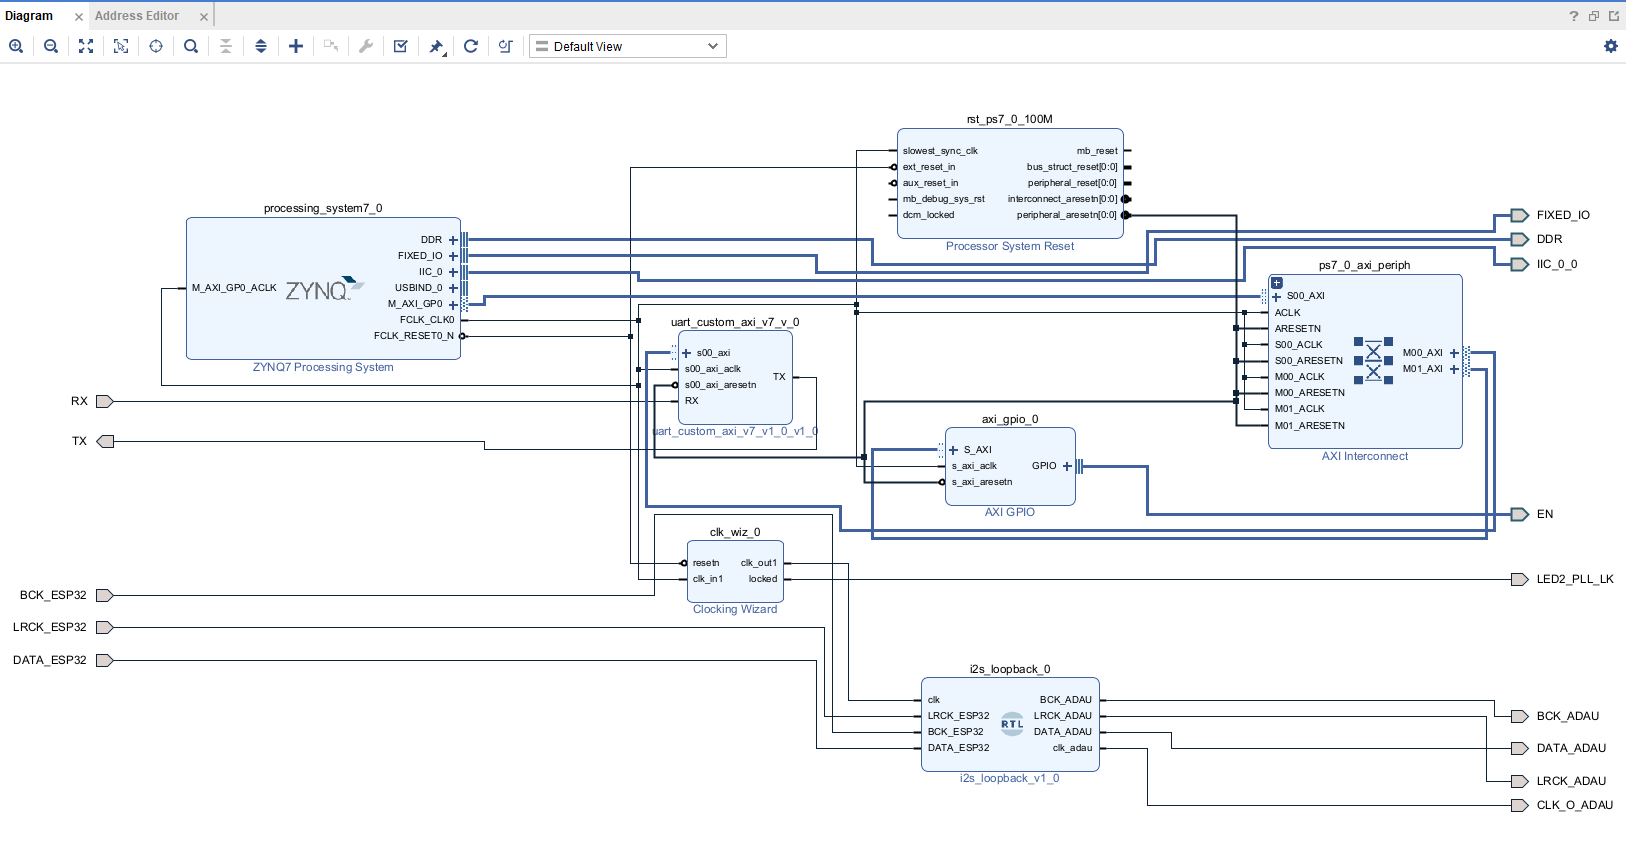 Diagram
Address Editor
Default View
rst_ps7_0_100M
slowest_sync_clk
ext_reset_in
aux_reset_in
mb_debug_sys_rst
dcm_locked
mb_reset
bus_struct_reset[0:0]
peripheral_reset[0:0]
interconnect_aresetn[0:0]
peripheral_aresetn[0:0]
Processor System Reset
processing_system7_0
M_AXI_GP0_ACLK
ZYNQ
DDR
FIXED_IO
IIC_0
USBIND_0
M_AXI_GP0
FCLK_CLK0
FCLK_RESET0_N
ZYNQ7 Processing System
FIXED_IO
DDR
IIC_0_0
ps7_0_axi_periph
S00_AXI
ACLK
ARESETN
S00_ACLK
S00_ARESETN
M00_ACLK
M00_ARESETN
M01_ACLK
M01_ARESETN
M00_AXI
M01_AXI
AXI Interconnect
uart_custom_axi_v7_v_0
s00_axi
s00_axi_aclk
s00_axi_aresetn
RX
TX
uart_custom_axi_v7_v1_0_v1_0
RX
TX
axi_gpio_0
S_AXI
s_axi_aclk
s_axi_aresetn
GPIO
AXI GPIO
EN
clk_wiz_0
resetn
clk_in1
clk_out1
locked
Clocking Wizard
LED2_PLL_LK
BCK_ESP32
LRCK_ESP32
DATA_ESP32
i2s_loopback_0
clk
LRCK_ESP32
BCK_ESP32
DATA_ESP32
RTL
BCK_ADAU
LRCK_ADAU
DATA_ADAU
clk_adau
i2s_loopback_v1_0
BCK_ADAU
DATA_ADAU
LRCK_ADAU
CLK_O_ADAU